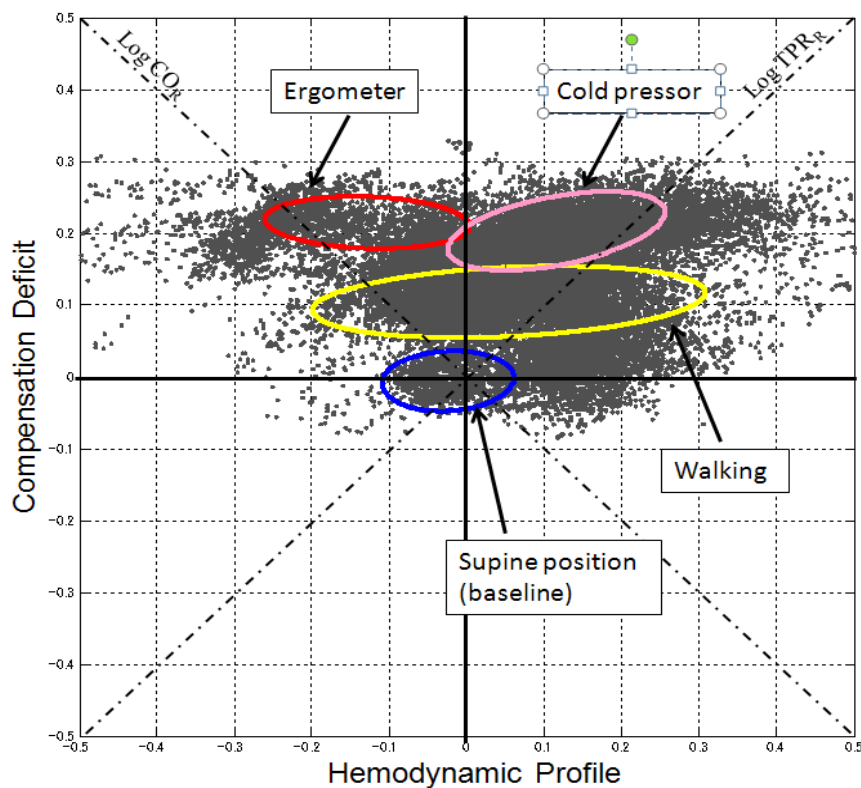 Log CO_R
Log TPR_R
Ergometer
Cold pressor
Walking
Supine position
(baseline)
Compensation Deficit
0.5
0.4
0.3
0.2
0.1
0
-0.1
-0.2
-0.3
-0.4
-0.5
-0.5 -0.4 -0.3 -0.2 -0.1 0 0.1 0.2 0.3 0.4 0.5
Hemodynamic Profile